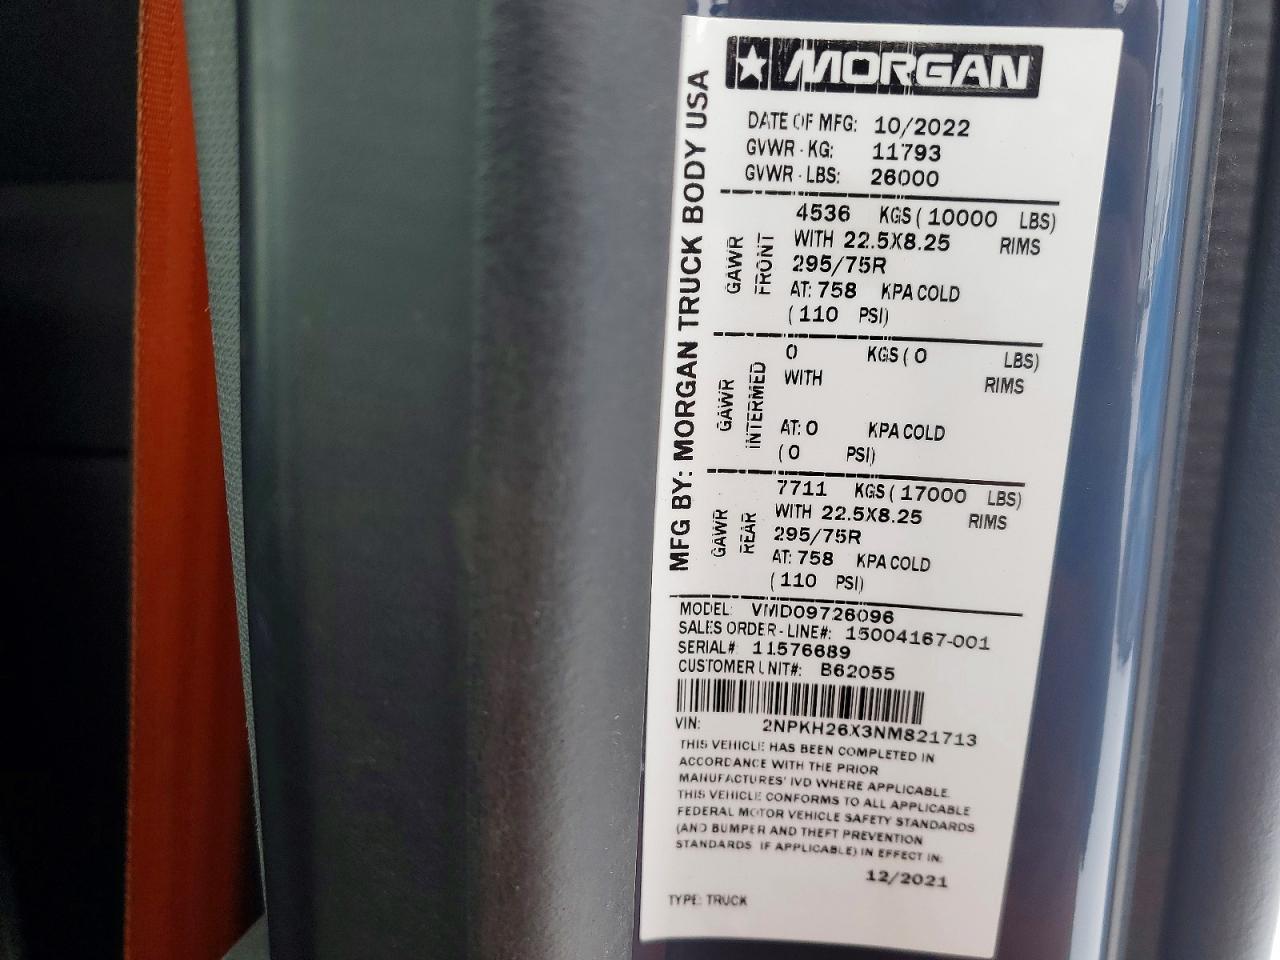 MORGAN
MFG BY: MORGAN TRUCK BODY USA
DATE OF MFG: 10/2022
GVWR - KG: 11793
GVWR - LBS: 26000
GAWR FRONT
4536 KGS ( 10000 LBS)
WITH 22.5X8.25 RIMS
295/75R
AT: 758 KPA COLD
( 110 PSI)
GAWR INTERMED
0 KGS ( 0 LBS)
WITH RIMS
AT: 0 KPA COLD
( 0 PSI)
GAWR REAR
7711 KGS ( 17000 LBS)
WITH 22.5X8.25 RIMS
295/75R
AT: 758 KPA COLD
( 110 PSI)
MODEL: VMD09726096
SALES ORDER - LINE#: 15004167-001
SERIAL# 11576689
CUSTOMER UNIT#: B62055
VIN: 2NPKH26X3NM821713
THIS VEHICLE HAS BEEN COMPLETED IN
ACCORDANCE WITH THE PRIOR
MANUFACTURES' IVD WHERE APPLICABLE.
THIS VEHICLE CONFORMS TO ALL APPLICABLE
FEDERAL MOTOR VEHICLE SAFETY STANDARDS
(AND BUMPER AND THEFT PREVENTION
STANDARDS IF APPLICABLE) IN EFFECT IN:
12/2021
TYPE: TRUCK